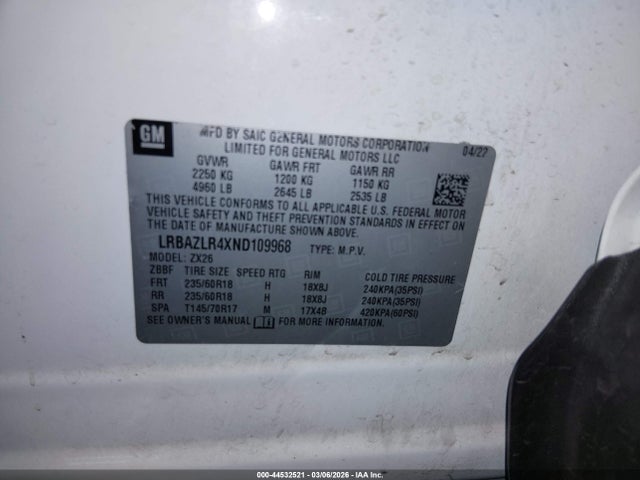 GM
MFD BY SAIC GENERAL MOTORS CORPORATION
LIMITED FOR GENERAL MOTORS LLC
04/22
GVWR GAWR FRT GAWR RR
2250 KG 1200 KG 1150 KG
4960 LB 2645 LB 2535 LB
THIS VEHICLE CONFORMS TO ALL APPLICABLE U.S. FEDERAL MOTOR
VEHICLE SAFETY AND THEFT PREVENTION STANDARDS IN EFFECT ON
THE DATE OF MANUFACTURE SHOWN ABOVE.
LRBAZLR4XND109968 TYPE: M.P.V.
MODEL: ZX26
ZBBF TIRE SIZE SPEED RTG RIM COLD TIRE PRESSURE
FRT 235/60R18 H 18X8J 240KPA(35PSI)
RR 235/60R18 H 18X8J 240KPA(35PSI)
SPA T145/70R17 M 17X4B 420KPA(60PSI)
SEE OWNER'S MANUAL i FOR MORE INFORMATION.
000-44532521 - 03/06/2026 - IAA Inc.